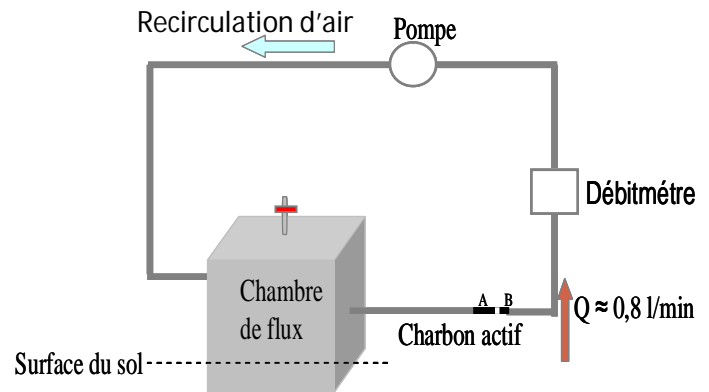 Recirculation d'air
Pompe
Débitmétre
Chambre
de flux
A B
Q ≈ 0,8 l/min
Charbon actif
Surface du sol